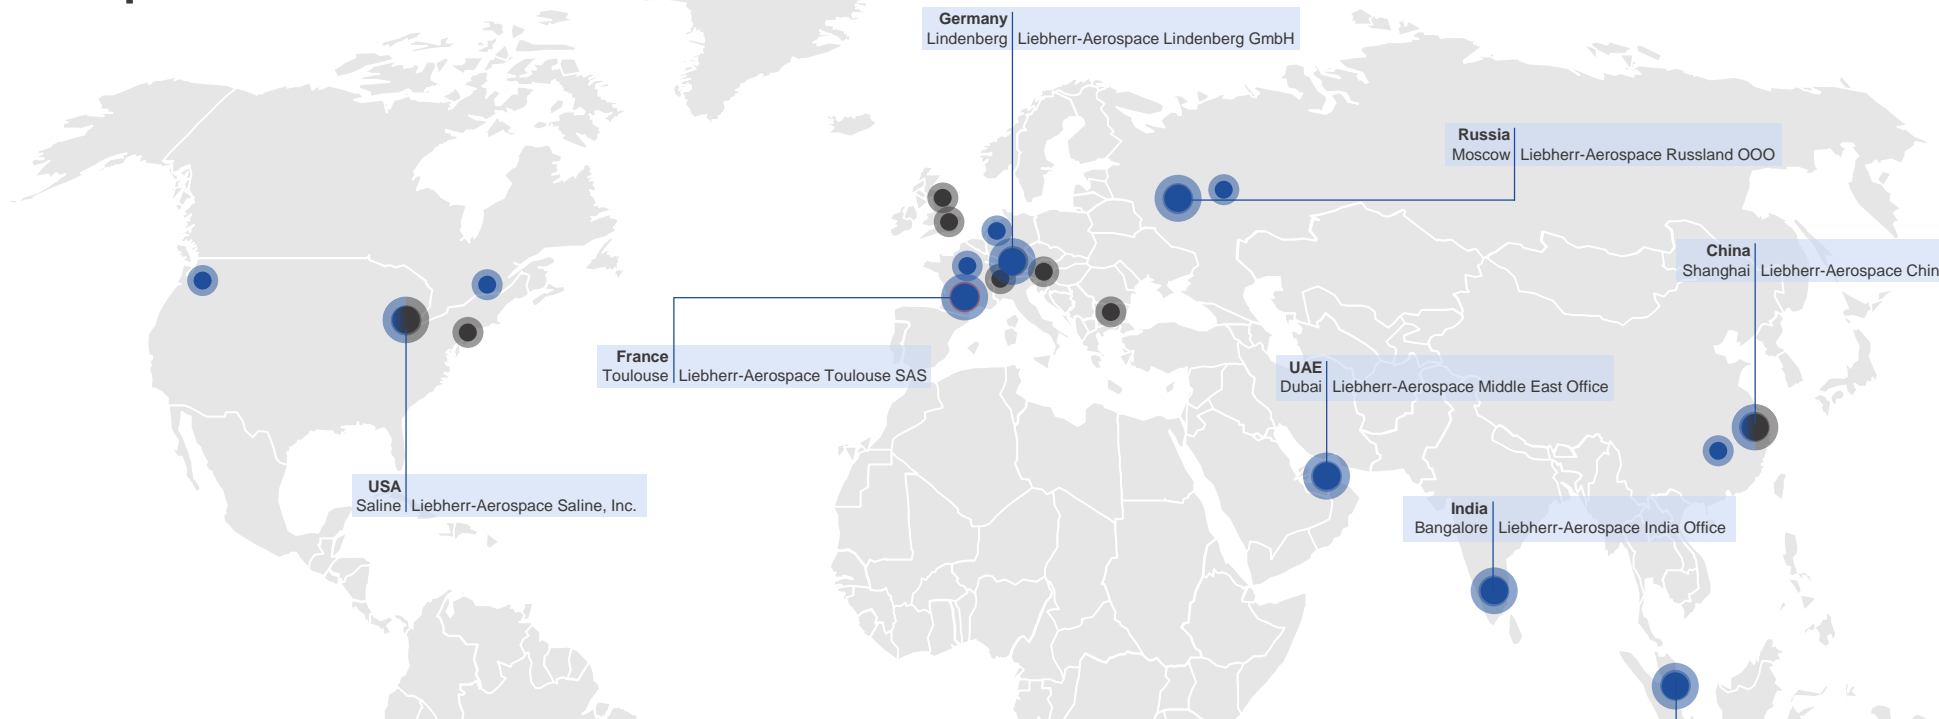 Germany
Lindenberg Liebherr-Aerospace Lindenberg GmbH
Russia
Moscow Liebherr-Aerospace Russland OOO
China
Shanghai Liebherr-Aerospace Chin
France
Toulouse Liebherr-Aerospace Toulouse SAS
UAE
Dubai Liebherr-Aerospace Middle East Office
USA
Saline Liebherr-Aerospace Saline, Inc.
India
Bangalore Liebherr-Aerospace India Office